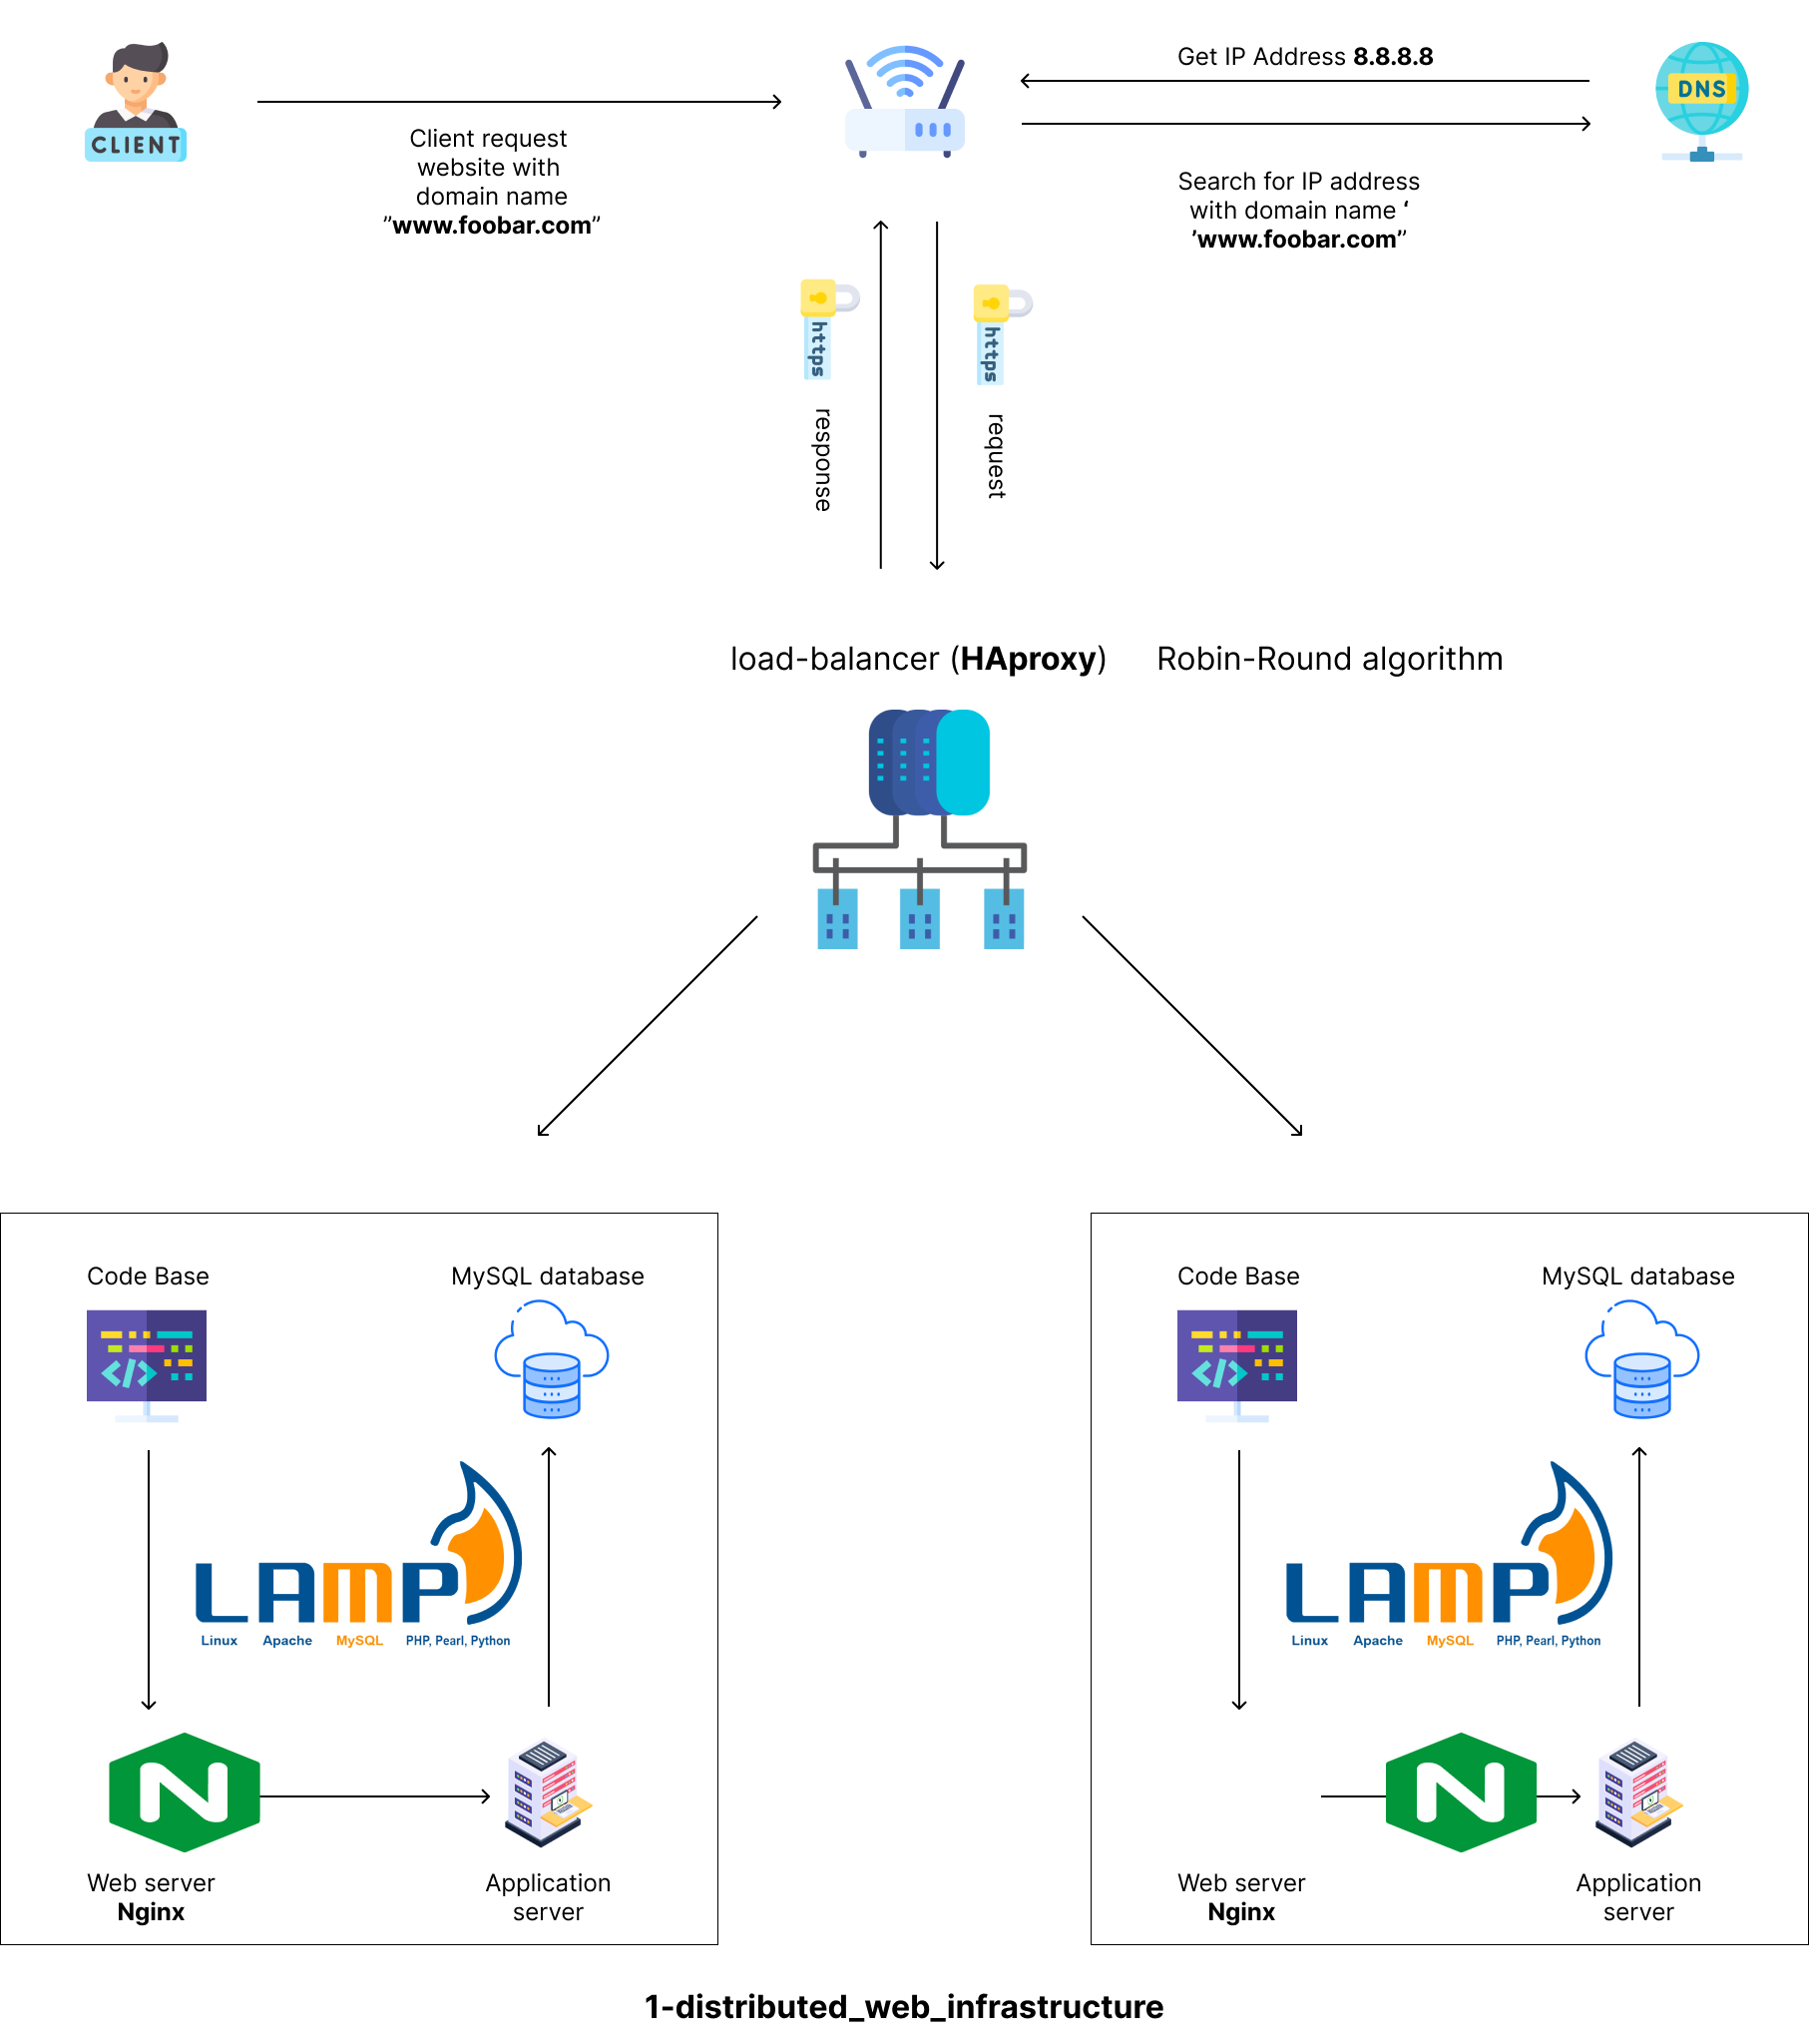 CLIENT
Client request
website with
domain name
”www.foobar.com”
Get IP Address 8.8.8.8
DNS
Search for IP address
with domain name ‘
’www.foobar.com”
https
response
https
request
load-balancer (HAproxy)
Robin-Round algorithm
Code Base
MySQL database
LAMP
Linux Apache MySQL PHP, Pearl, Python
Web server
Nginx
Application
server
Code Base
MySQL database
LAMP
Linux Apache MySQL PHP, Pearl, Python
Web server
Nginx
Application
server
1-distributed_web_infrastructure